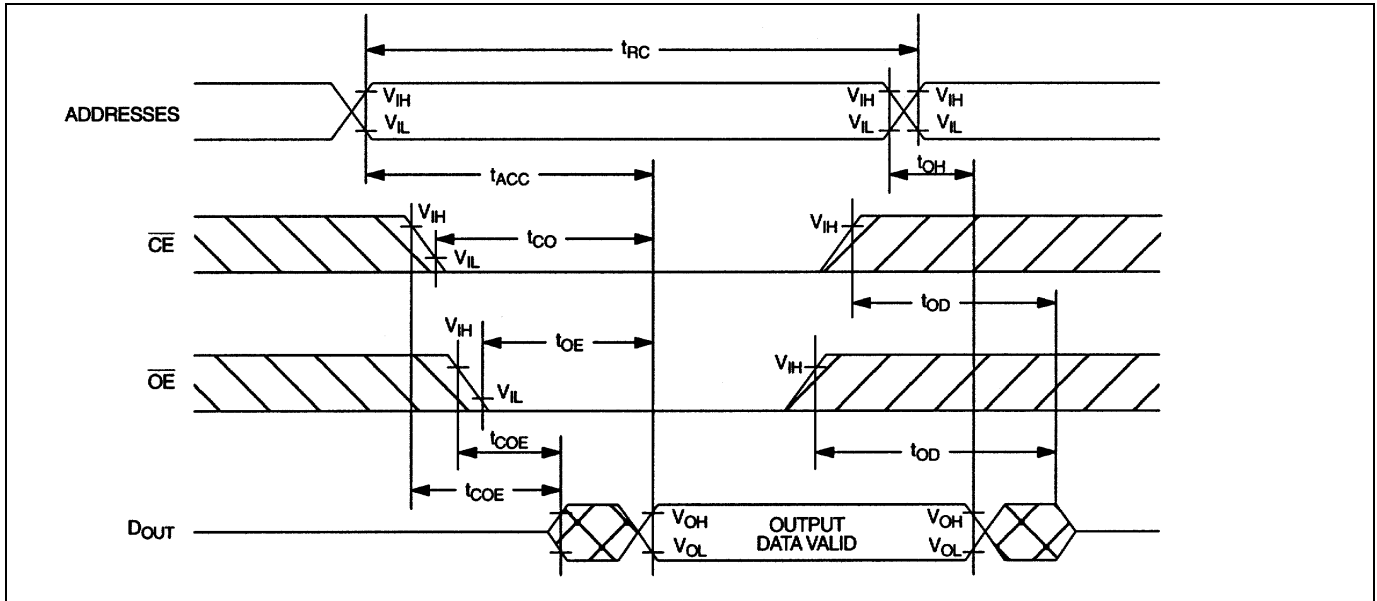 tRC
ADDRESSES
VIH VIH VIH
VIL VIL VIL
tACC tOH
CE
VIH tCO VIH
VIL
tOD
OE
VIH tOE VIH
VIL
tCOE tOD
tCOE
DOUT
VOH OUTPUT VOH
VOL DATA VALID VOL